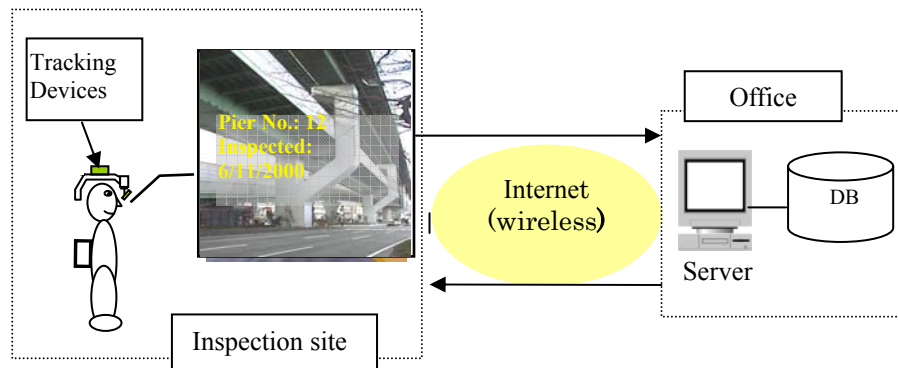 Tracking
Devices
Pier No.: 12
Inspected:
6/11/2000
Inspection site
Internet
(wireless)
Office
DB
Server